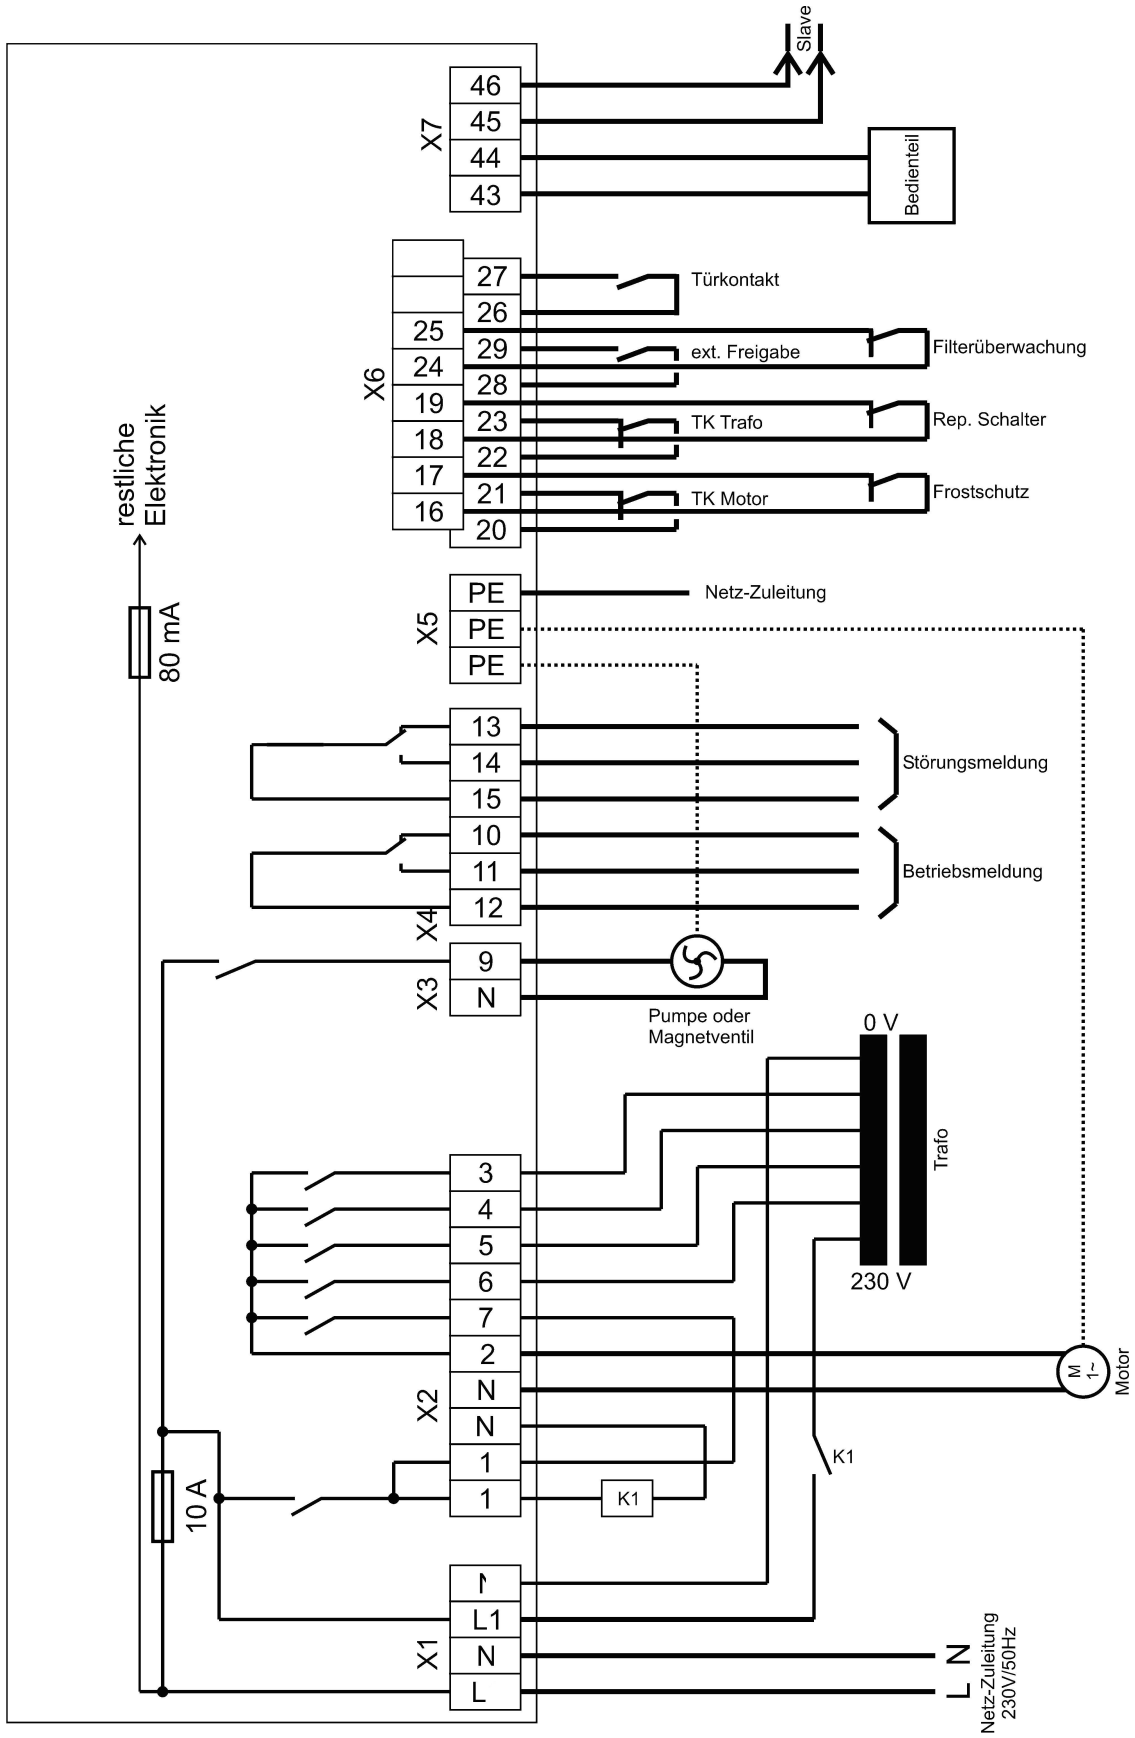 Slave
46
45
44
43
X7
Bedienteil
27
26
29
28
23
22
21
20
25
24
19
18
17
16
X6
Türkontakt
Filterüberwachung
ext. Freigabe
Rep. Schalter
TK Trafo
Frostschutz
TK Motor
restliche
Elektronik
80 mA
PE
PE
PE
X5
Netz-Zuleitung
13
14
15
10
11
12
X4
Störungsmeldung
Betriebsmeldung
9
N
X3
Pumpe oder
Magnetventil
0 V
Trafo
230 V
3
4
5
6
7
2
N
N
1
1
X2
M
1~
Motor
K1
K1
10 A
L1
N
L
X1
L N
Netz-Zuleitung
230V/50Hz